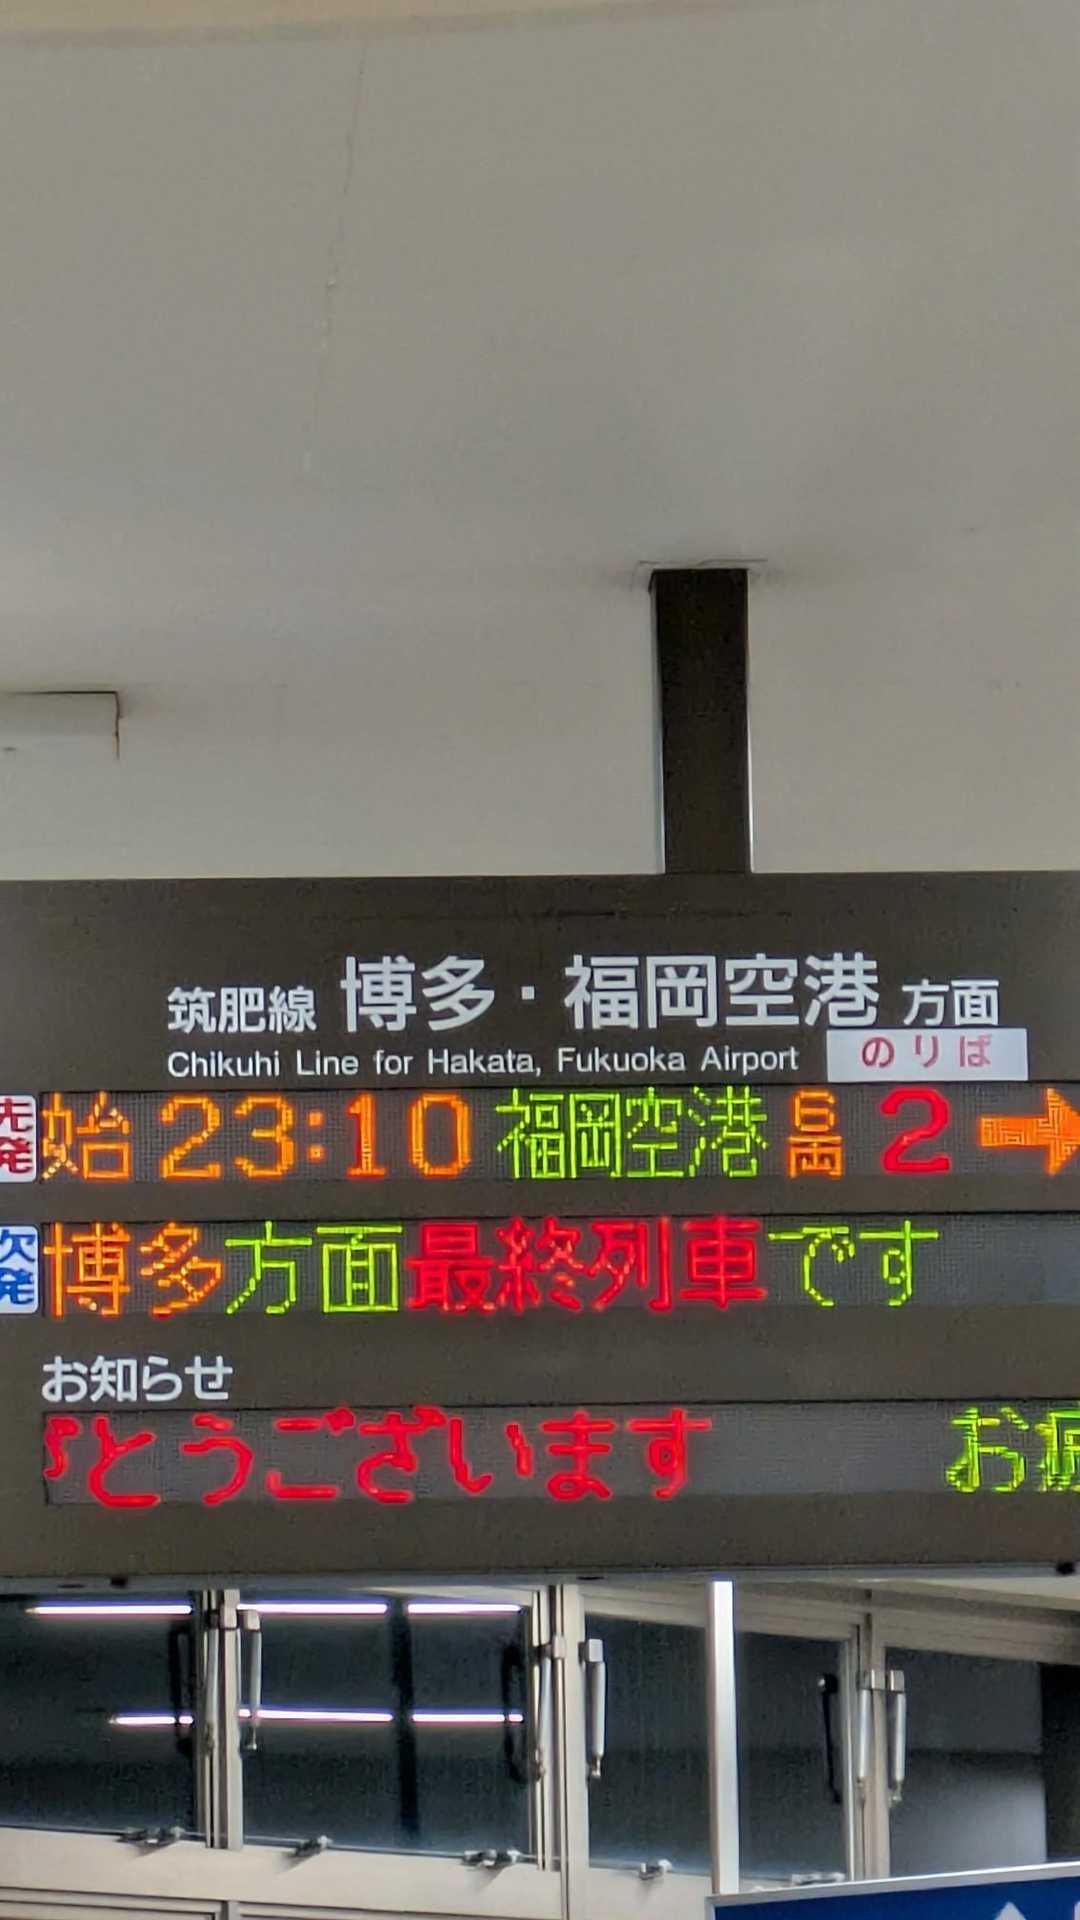 筑肥線 博多・福岡空港 方面
Chikuhi Line for Hakata, Fukuoka Airport のりば
先発 始 23:10 福岡空港 6両 2 →
次発 博多方面最終列車です
お知らせ
とうございます お疲